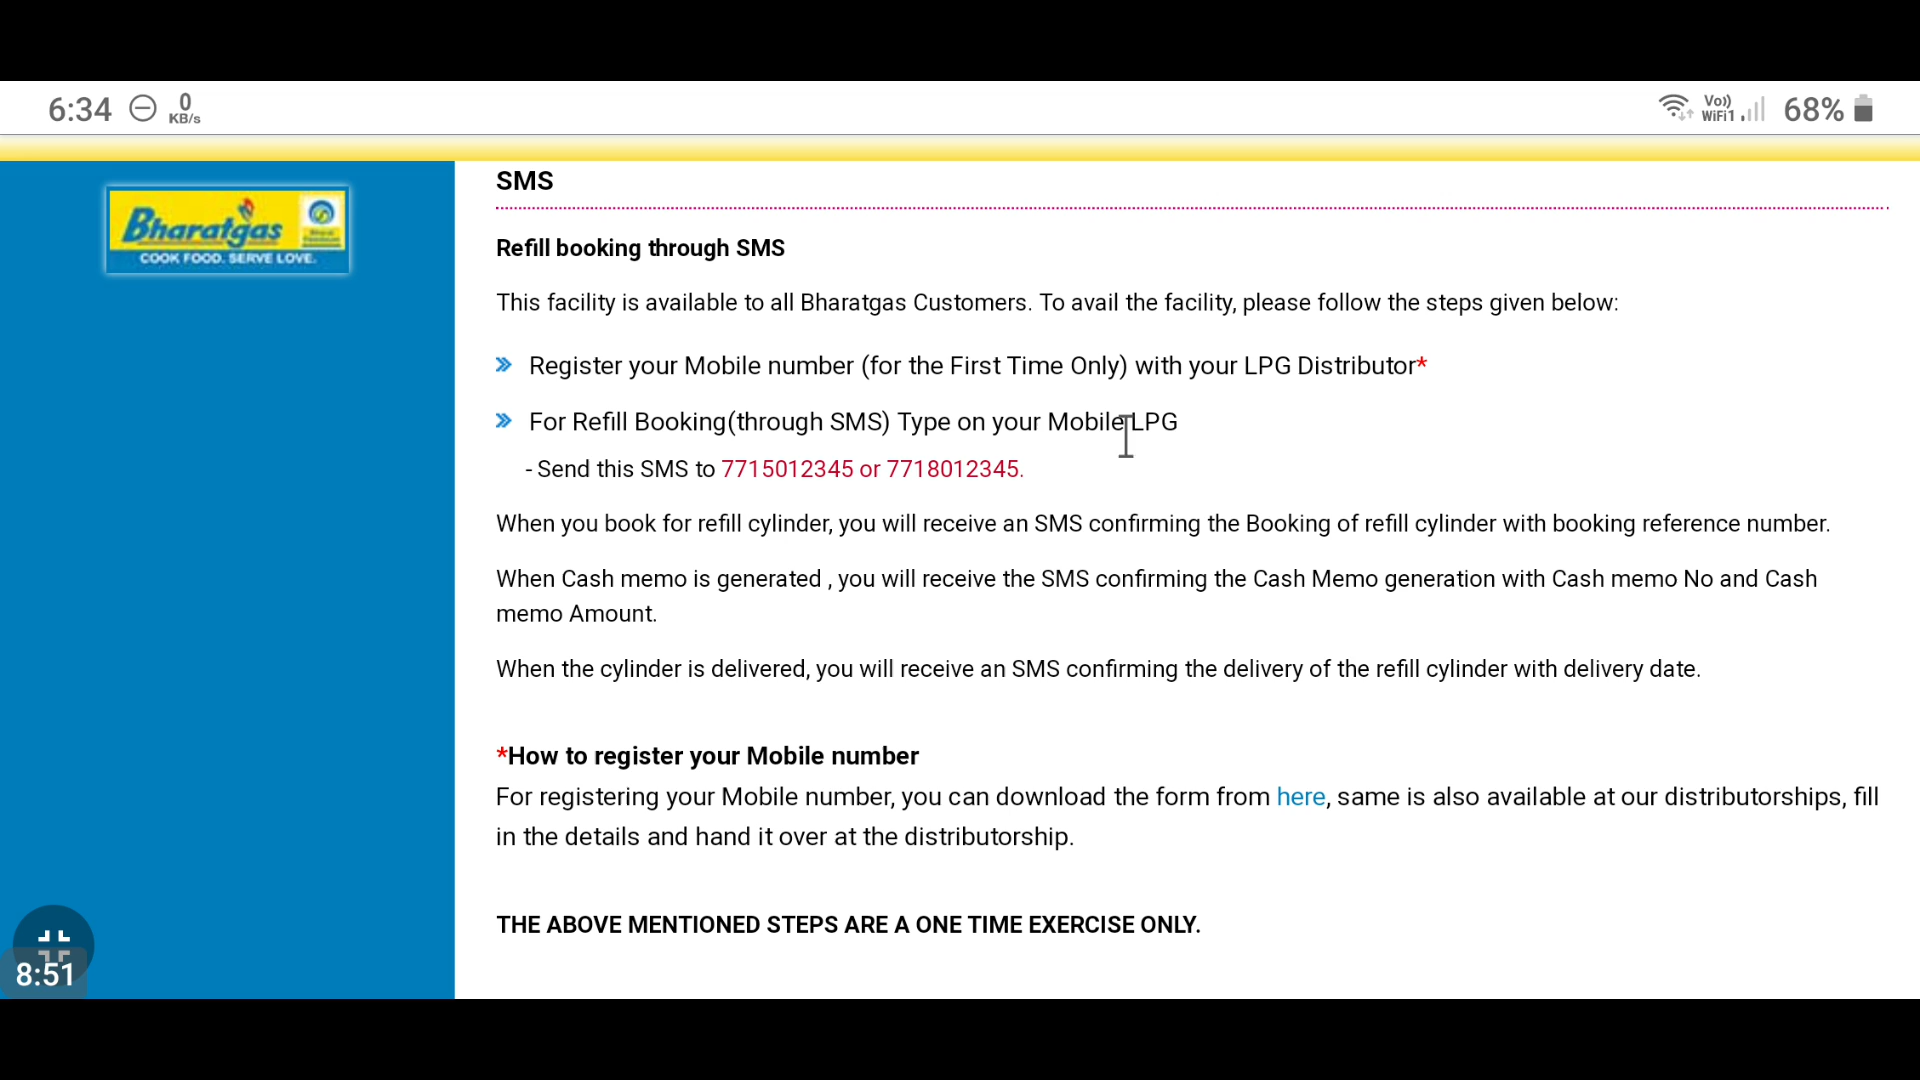 6:34 0 KB/s Vo)) WiFi1 68%
Bharatgas
COOK FOOD. SERVE LOVE.
SMS
Refill booking through SMS
This facility is available to all Bharatgas Customers. To avail the facility, please follow the steps given below:
Register your Mobile number (for the First Time Only) with your LPG Distributor*
For Refill Booking(through SMS) Type on your Mobile LPG
- Send this SMS to 7715012345 or 7718012345.
When you book for refill cylinder, you will receive an SMS confirming the Booking of refill cylinder with booking reference number.
When Cash memo is generated , you will receive the SMS confirming the Cash Memo generation with Cash memo No and Cash
memo Amount.
When the cylinder is delivered, you will receive an SMS confirming the delivery of the refill cylinder with delivery date.
*How to register your Mobile number
For registering your Mobile number, you can download the form from here, same is also available at our distributorships, fill
in the details and hand it over at the distributorship.
THE ABOVE MENTIONED STEPS ARE A ONE TIME EXERCISE ONLY.
8:51